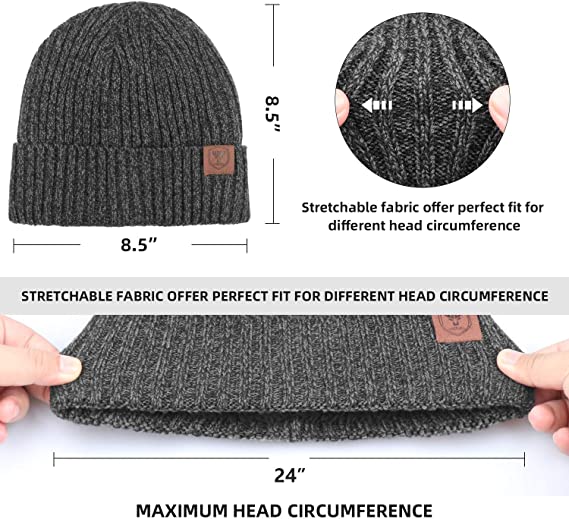 8.5”
8.5”
Stretchable fabric offer perfect fit for
different head circumference
STRETCHABLE FABRIC OFFER PERFECT FIT FOR DIFFERENT HEAD CIRCUMFERENCE
24”
MAXIMUM HEAD CIRCUMFERENCE